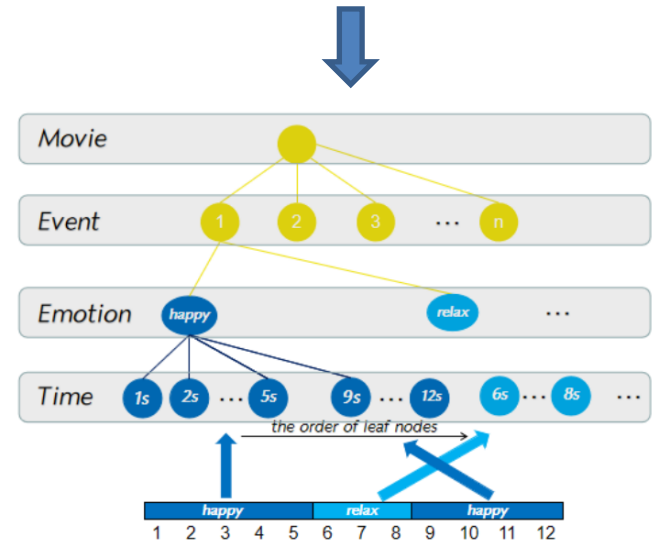 Movie
Event 1 2 3 ... n
Emotion happy relax ...
Time 1s 2s ... 5s 9s ... 12s 6s ... 8s ...
the order of leaf nodes
happy relax happy
1 2 3 4 5 6 7 8 9 10 11 12